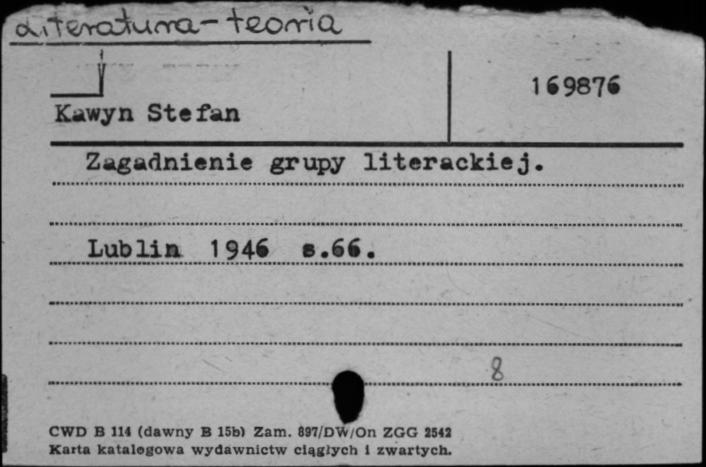 Literatura - teoria
169876
Kawyn Stefan
Zagadnienie grupy literackiej.
Lublin 1946 s.66.
8
CWD B 114 (dawny B 15b) Zam. 897/DW/On ZGG 2542
Karta katalogowa wydawnictw ciągłych i zwartych.